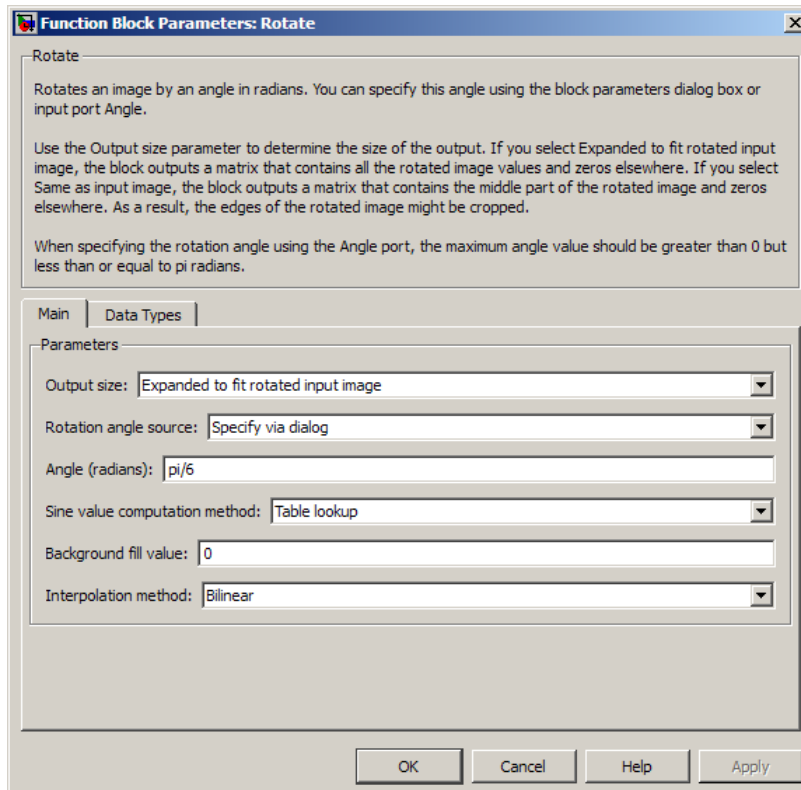 Function Block Parameters: Rotate
Rotate
Rotates an image by an angle in radians. You can specify this angle using the block parameters dialog box or
input port Angle.
Use the Output size parameter to determine the size of the output. If you select Expanded to fit rotated input
image, the block outputs a matrix that contains all the rotated image values and zeros elsewhere. If you select
Same as input image, the block outputs a matrix that contains the middle part of the rotated image and zeros
elsewhere. As a result, the edges of the rotated image might be cropped.
When specifying the rotation angle using the Angle port, the maximum angle value should be greater than 0 but
less than or equal to pi radians.
Main Data Types
Parameters
Output size: Expanded to fit rotated input image
Rotation angle source: Specify via dialog
Angle (radians): pi/6
Sine value computation method: Table lookup
Background fill value: 0
Interpolation method: Bilinear
OK Cancel Help Apply